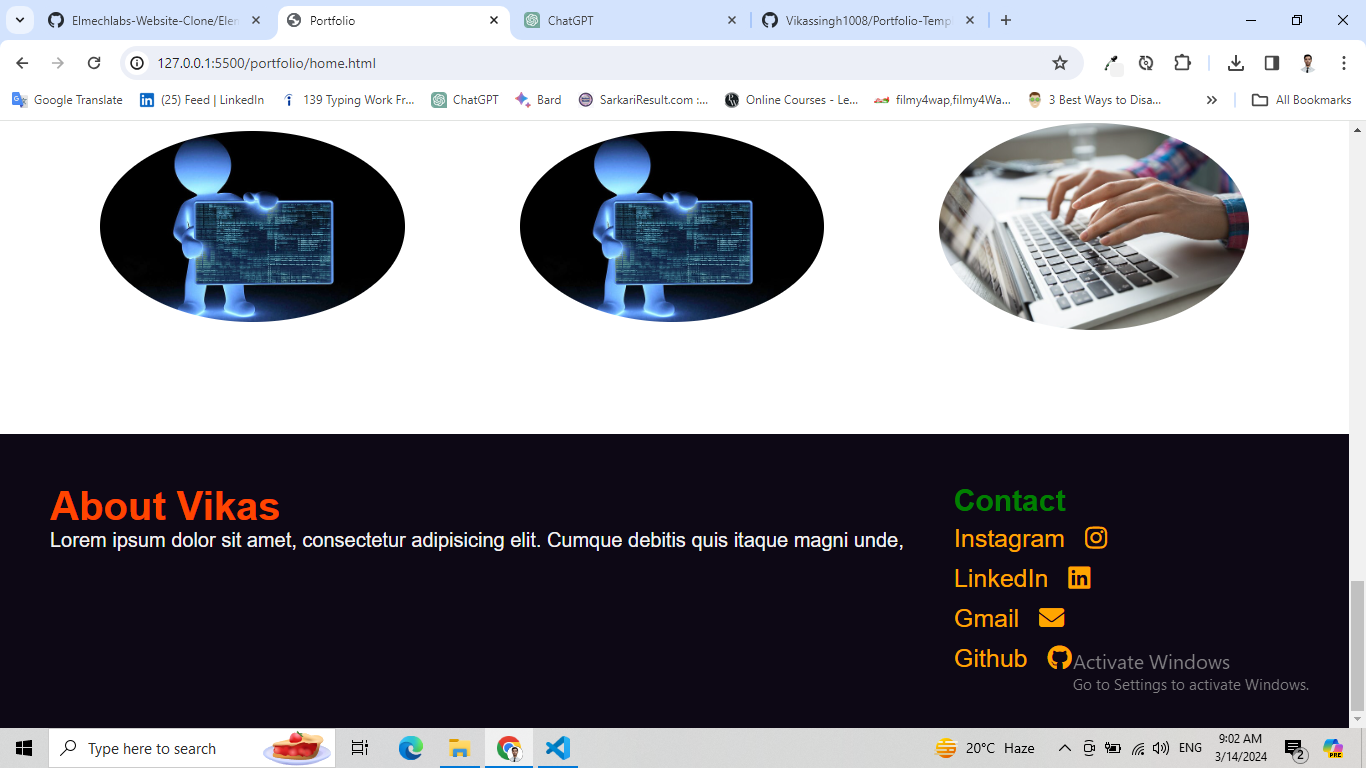 Elmechlabs-Website-Clone/Elem
Portfolio
ChatGPT
Vikassingh1008/Portfolio-Templ
127.0.0.1:5500/portfolio/home.html
Google Translate
(25) Feed | LinkedIn
139 Typing Work Fr...
ChatGPT
Bard
SarkariResult.com :...
Online Courses - Le...
filmy4wap,filmy4Wa...
3 Best Ways to Disa...
All Bookmarks
About Vikas
Lorem ipsum dolor sit amet, consectetur adipisicing elit. Cumque debitis quis itaque magni unde,
Contact
Instagram
LinkedIn
Gmail
Github
Activate Windows
Go to Settings to activate Windows.
Type here to search
20°C Haze
ENG
9:02 AM
3/14/2024
2
PRE